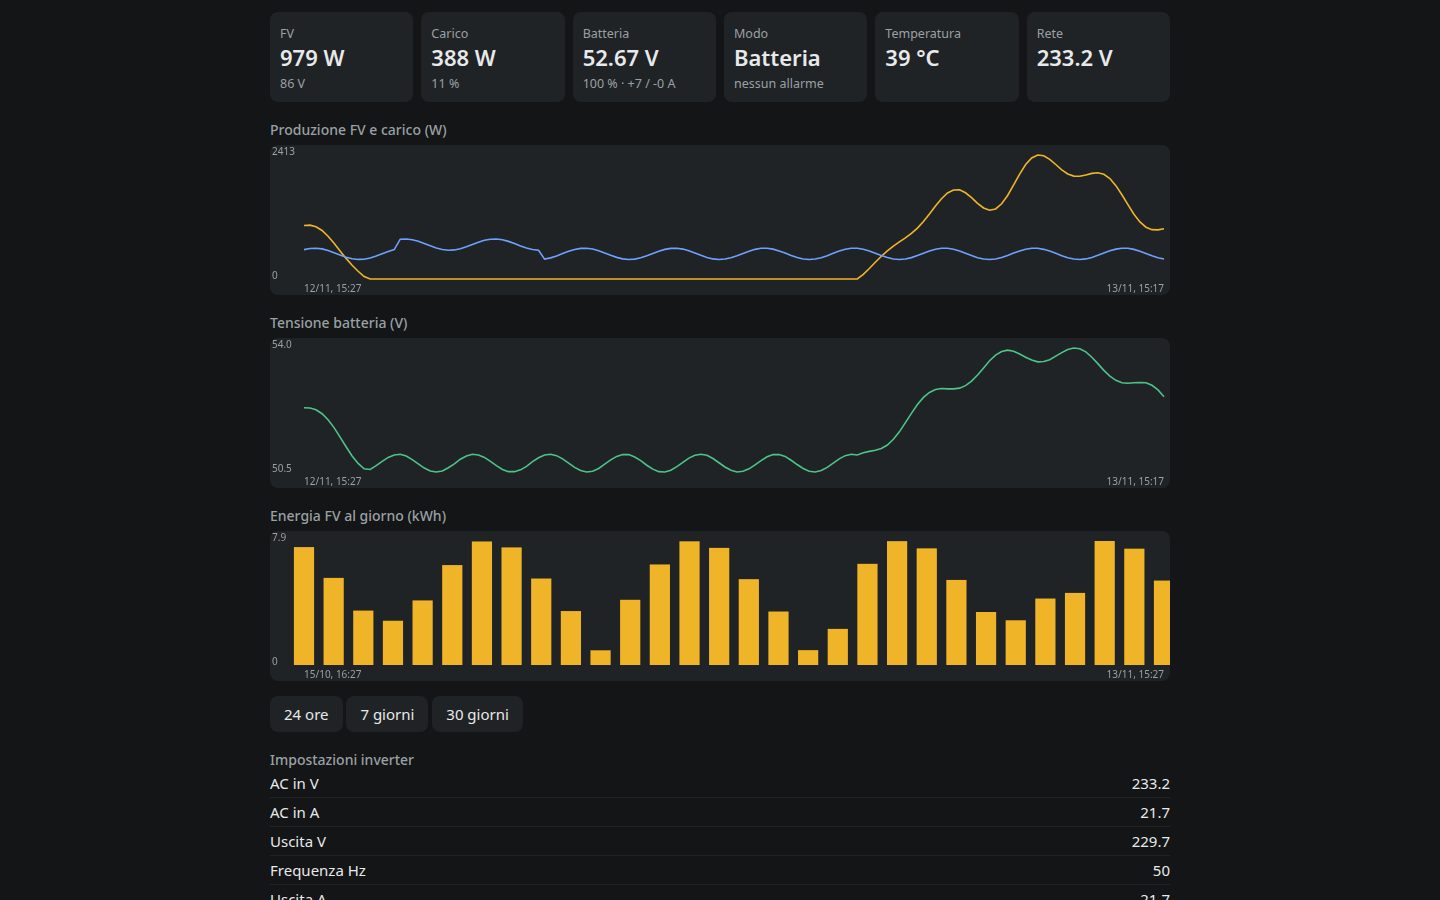 FV
979 W
86 V
Carico
388 W
11 %
Batteria
52.67 V
100 % · +7 / -0 A
Modo
Batteria
nessun allarme
Temperatura
39 °C
Rete
233.2 V
Produzione FV e carico (W)
2413
0
12/11, 15:27
13/11, 15:17
Tensione batteria (V)
54.0
50.5
12/11, 15:27
13/11, 15:17
Energia FV al giorno (kWh)
7.9
0
15/10, 16:27
13/11, 15:27
24 ore
7 giorni
30 giorni
Impostazioni inverter
AC in V 233.2
AC in A 21.7
Uscita V 229.7
Frequenza Hz 50
Uscita A 21.7